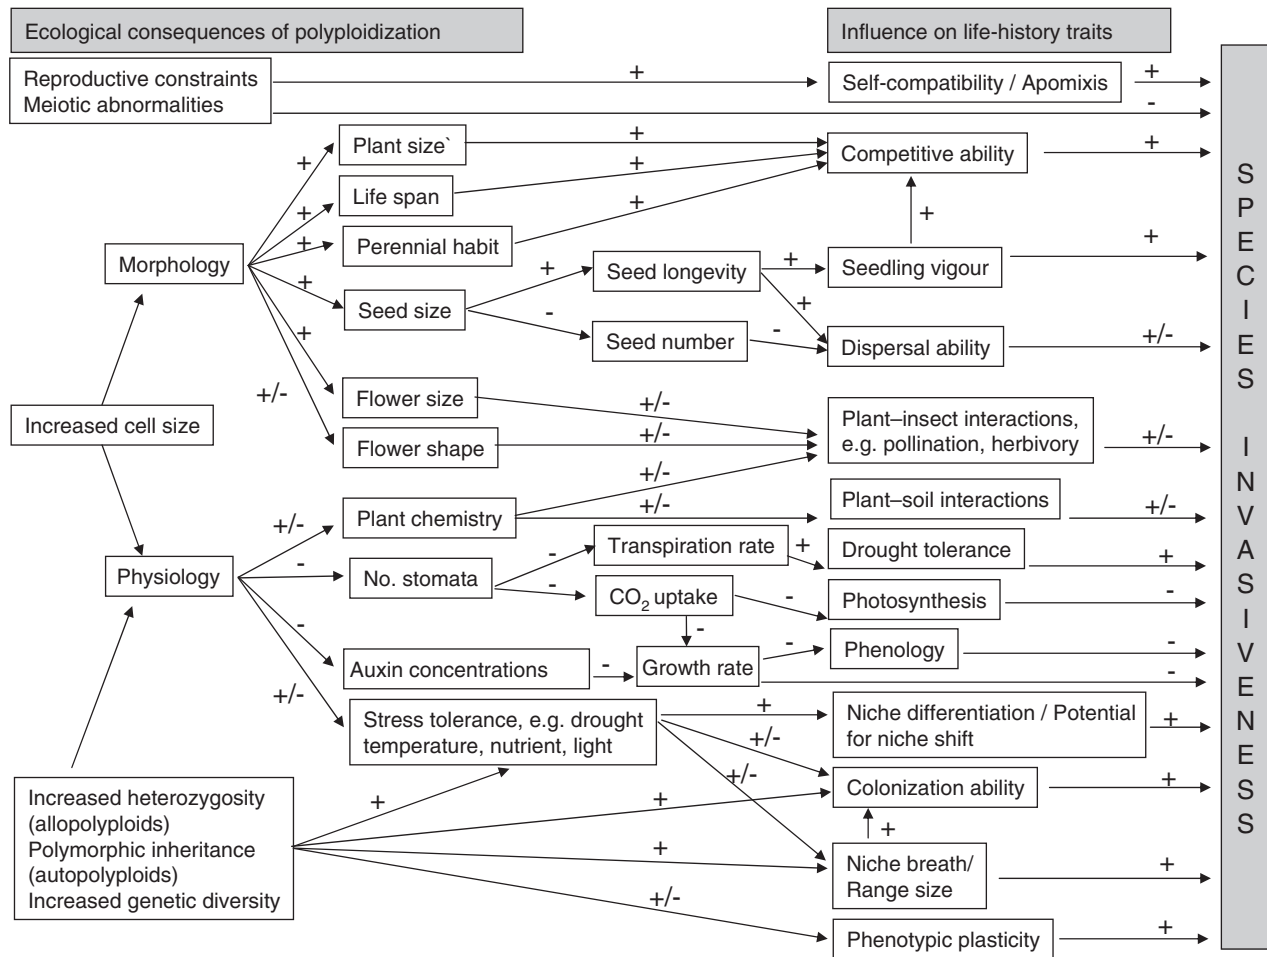 Ecological consequences of polyploidization
Influence on life-history traits
Reproductive constraints
Meiotic abnormalities
+
Self-compatibility / Apomixis
+
-
Plant size`
+
+
Competitive ability
+
Life span
+
+
Perennial habit
+
+
+
Morphology
Seed size
+
+
Seed longevity
+
Seedling vigour
+
-
Seed number
+
-
Dispersal ability
+/-
Flower size
+
+/-
Flower shape
+/-
+/-
Plant–insect interactions,
e.g. pollination, herbivory
+/-
Increased cell size
Plant chemistry
+/-
+/-
+/-
Plant–soil interactions
+/-
Physiology
-
No. stomata
-
Transpiration rate
+
Drought tolerance
+
-
CO2 uptake
-
Photosynthesis
-
-
Auxin concentrations
-
-
Growth rate
-
Phenology
-
-
+/-
Stress tolerance, e.g. drought
temperature, nutrient, light
+
Niche differentiation / Potential
for niche shift
+
+/-
+/-
Increased heterozygosity
(allopolyploids)
Polymorphic inheritance
(autopolyploids)
Increased genetic diversity
+
+
Colonization ability
+
+
+
Niche breath/
Range size
+
+/-
Phenotypic plasticity
+
SPECIES INVASIVENESS